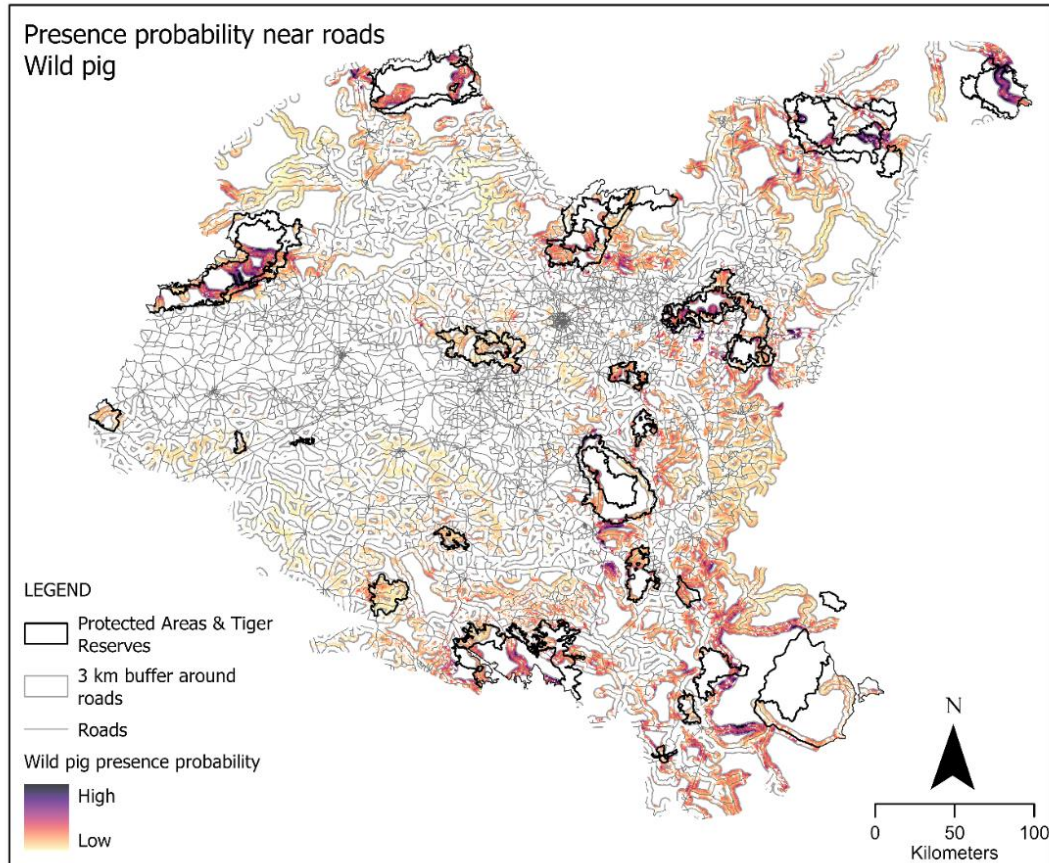 Presence probability near roads
Wild pig
LEGEND
Protected Areas & Tiger
Reserves
3 km buffer around
roads
Roads
Wild pig presence probability
High
Low
N
0 50 100
Kilometers